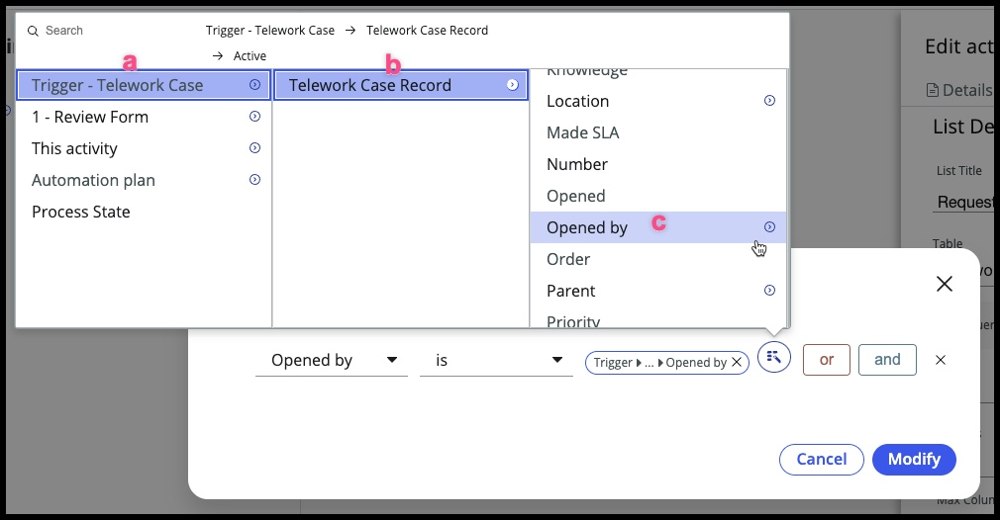 Search
Trigger - Telework Case → Telework Case Record
→ Active
a
b
Trigger - Telework Case
1 - Review Form
This activity
Automation plan
Process State
Telework Case Record
Knowledge
Location
Made SLA
Number
Opened
Opened by
c
Order
Parent
Priority
Edit act
Details
List De
List Title
Request
Table
Opened by
is
Trigger ▸ ... ▸ Opened by ×
or
and
Cancel
Modify
Max Colum